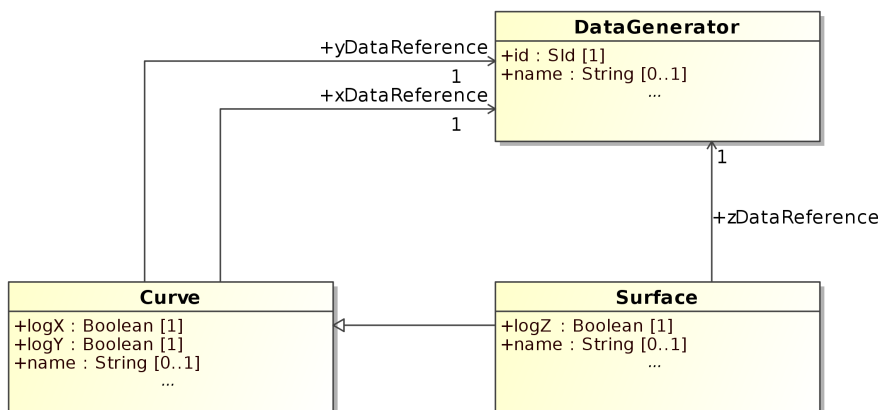 DataGenerator
+id : SId [1]
+name : String [0..1]
...
+yDataReference
1
+xDataReference
1
1
+zDataReference
Curve
+logX : Boolean [1]
+logY : Boolean [1]
+name : String [0..1]
...
Surface
+logZ : Boolean [1]
+name : String [0..1]
...